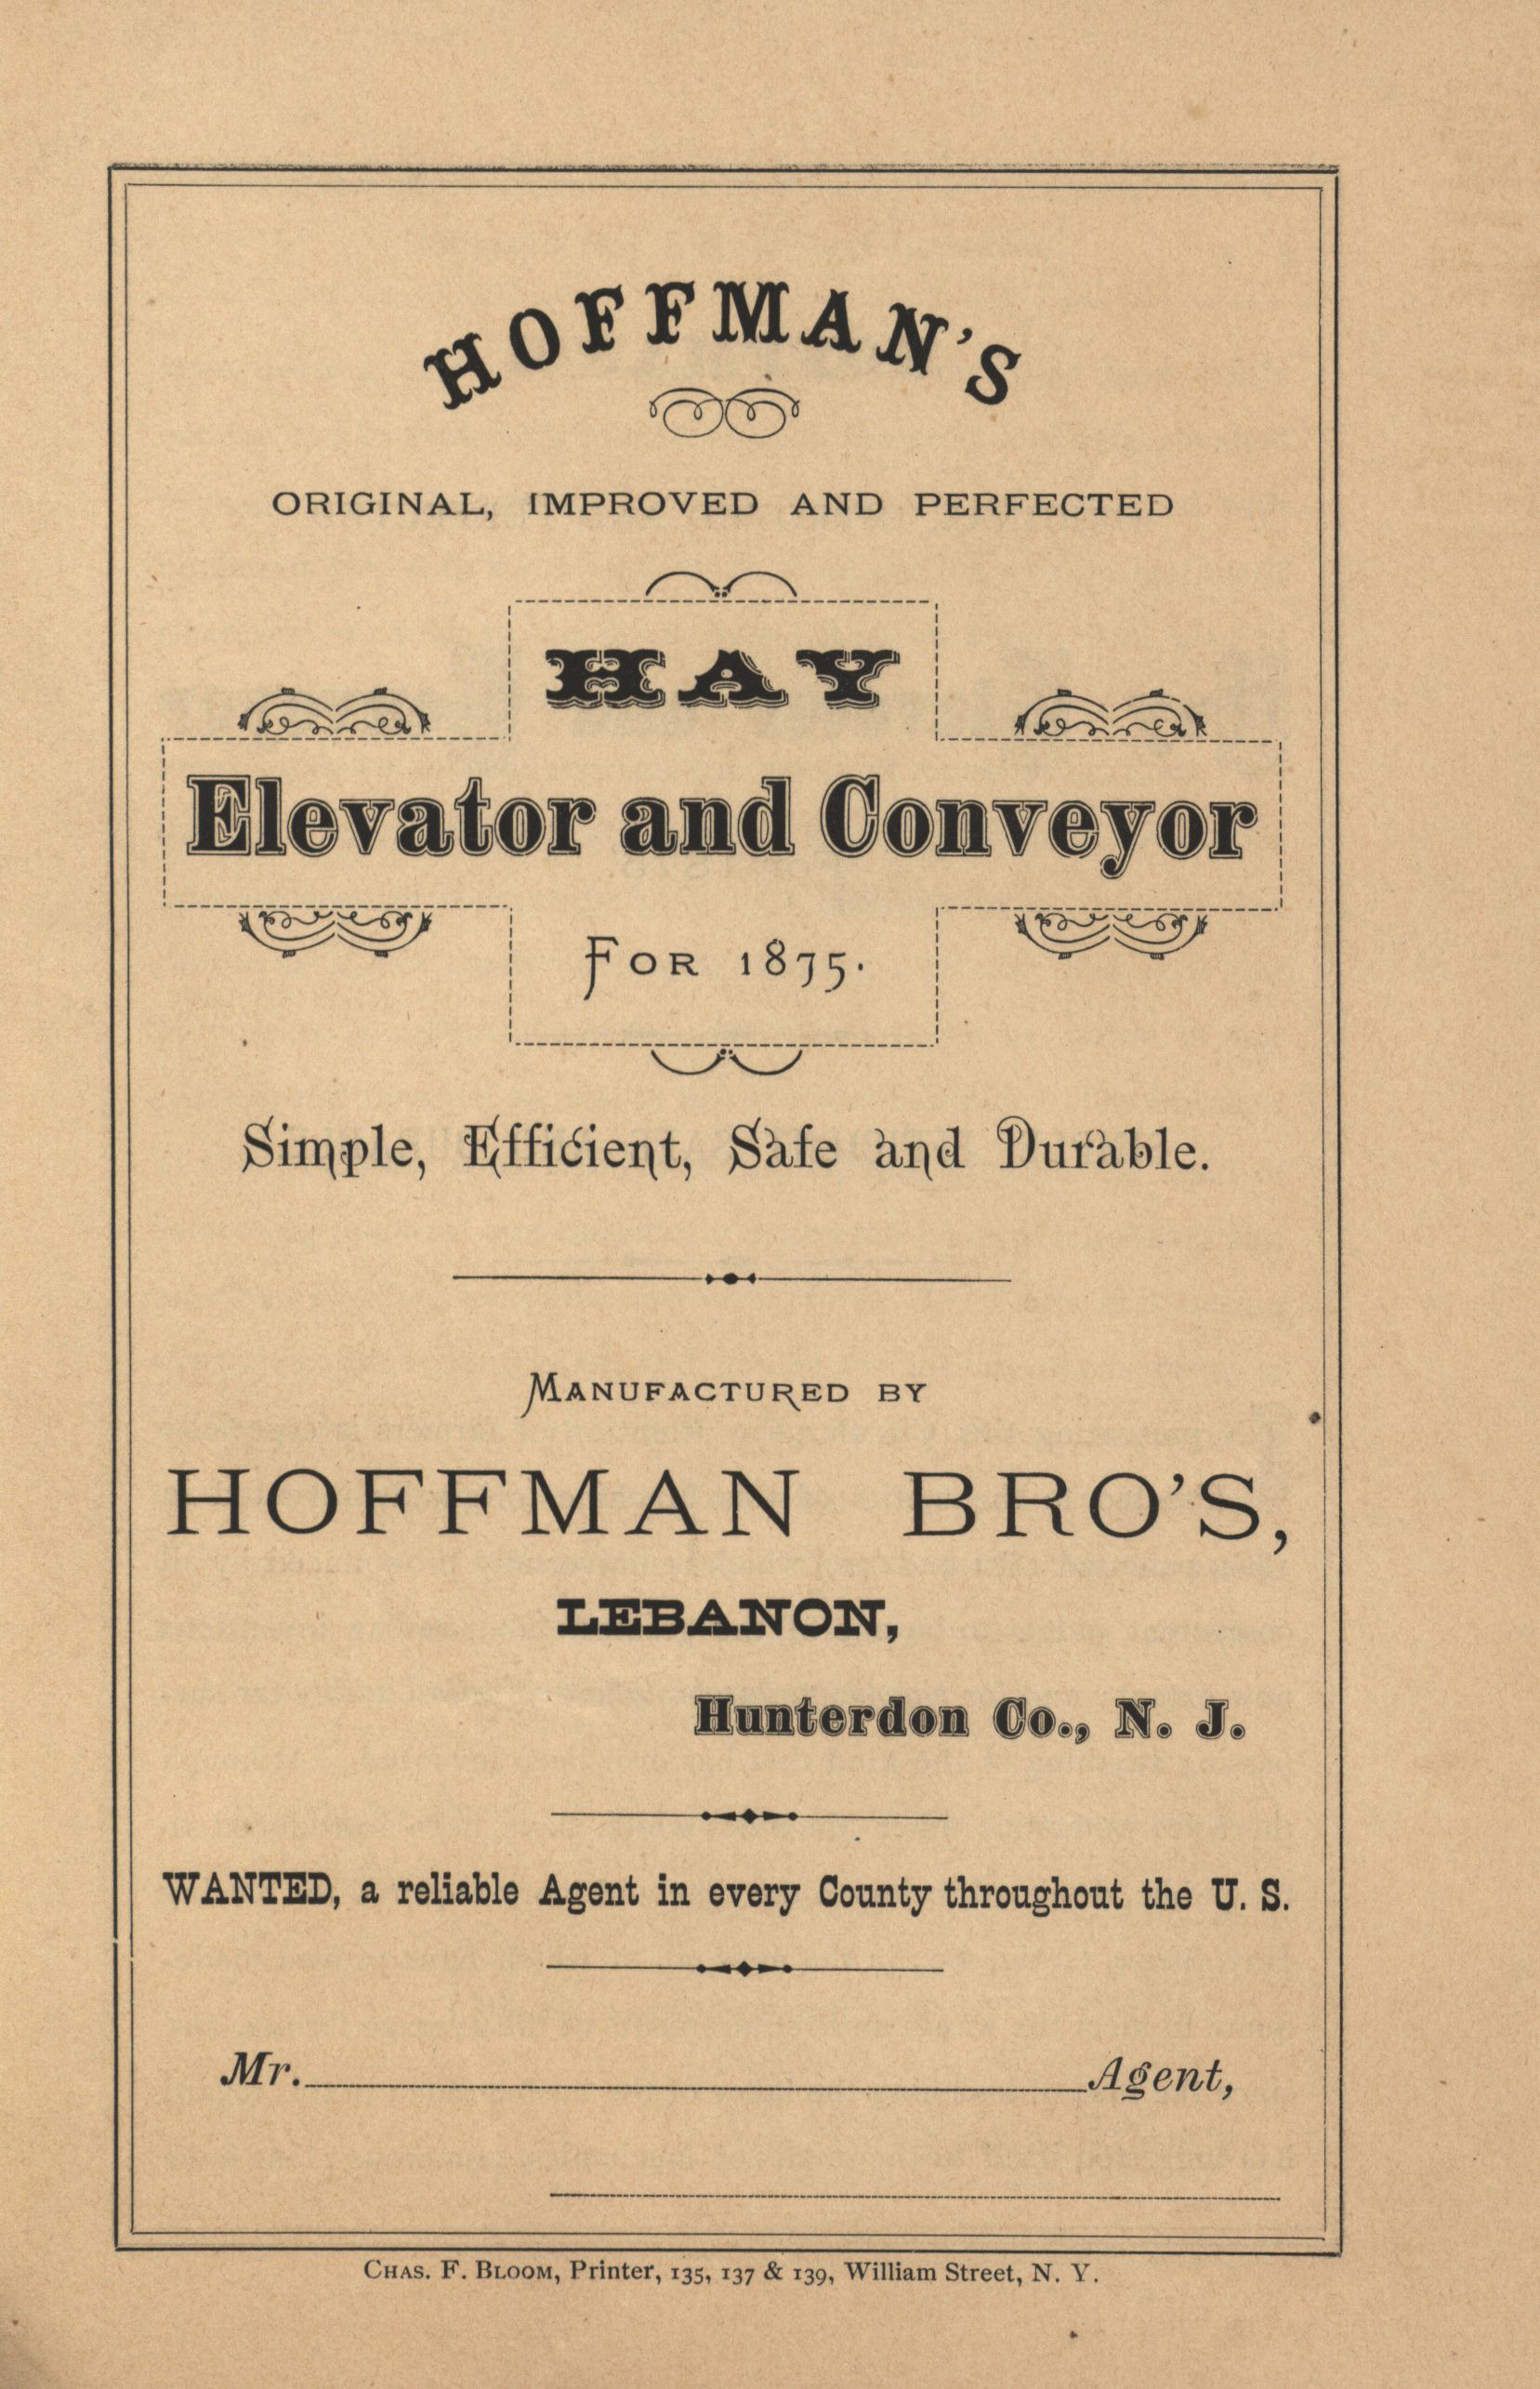 HOFFMAN'S
ORIGINAL, IMPROVED AND PERFECTED
HAY
Elevator and Conveyor
FOR 1875.
Simple, Efficient, Safe and Durable.
MANUFACTURED BY
HOFFMAN BRO'S,
LEBANON,
Hunterdon Co., N. J.
WANTED, a reliable Agent in every County throughout the U. S.
Mr. Agent,
CHAS. F. BLOOM, Printer, 135, 137 & 139, William Street, N. Y.